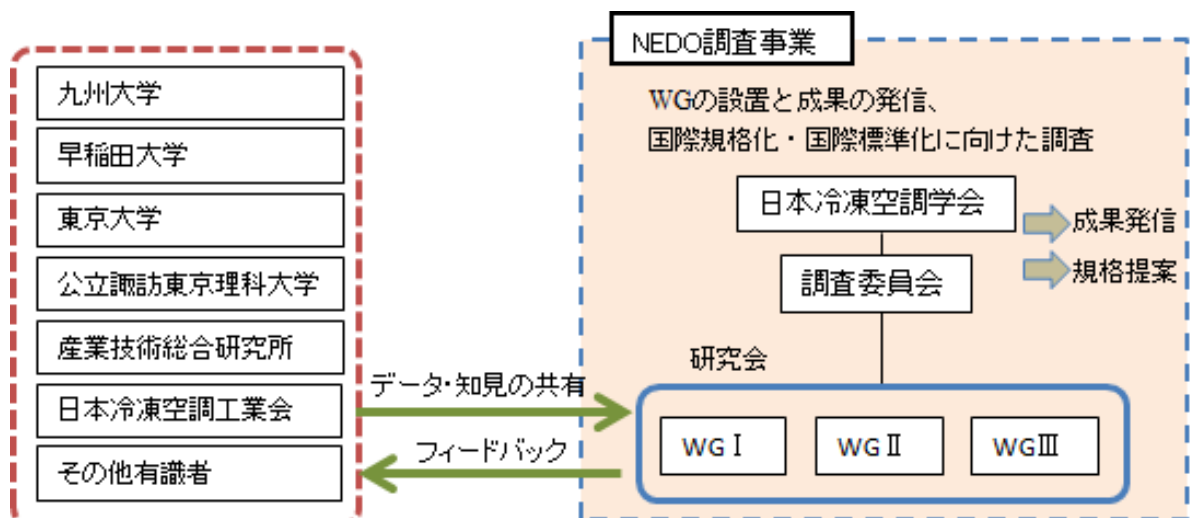 九州大学
早稲田大学
東京大学
公立諏訪東京理科大学
産業技術総合研究所
日本冷凍空調工業会
その他有識者
データ・知見の共有
フィードバック
NEDO調査事業
WGの設置と成果の発信、
国際規格化・国際標準化に向けた調査
日本冷凍空調学会
成果発信
調査委員会
規格提案
研究会
WGⅠ
WGⅡ
WGⅢ